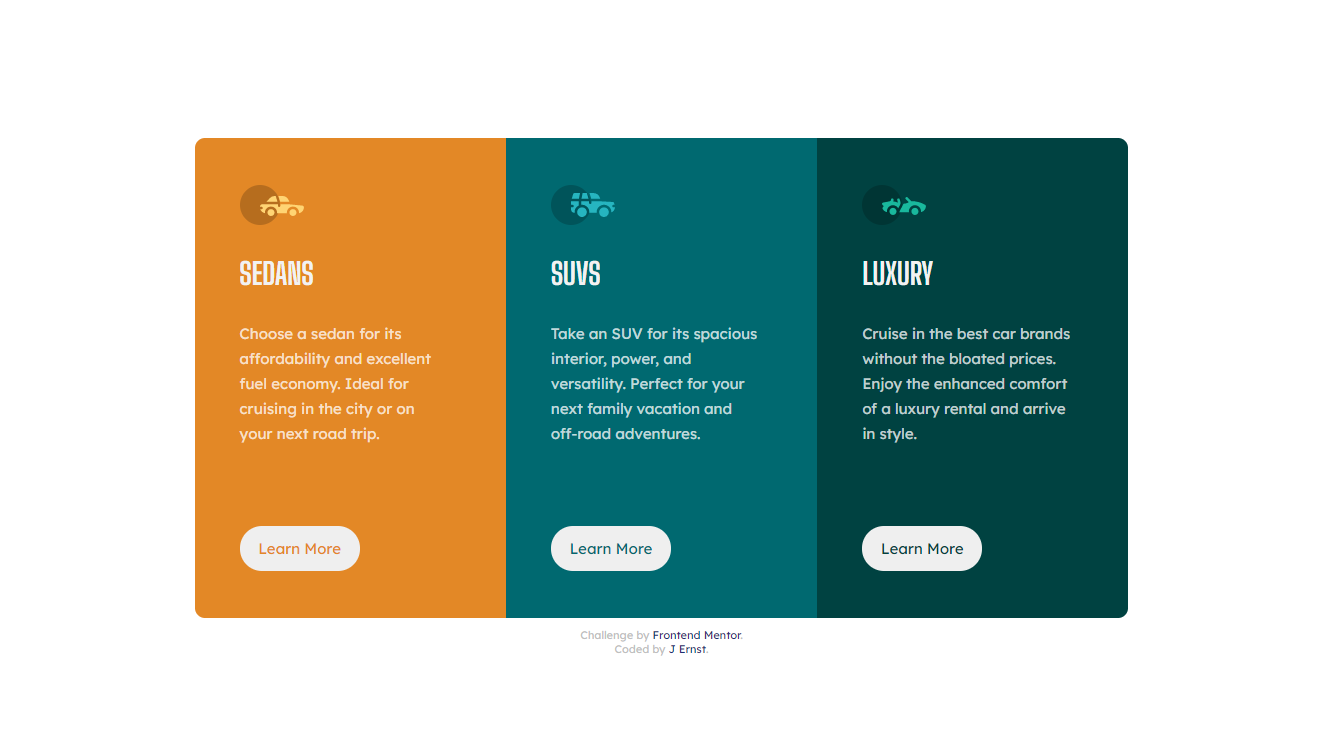 SEDANS
Choose a sedan for its
affordability and excellent
fuel economy. Ideal for
cruising in the city or on
your next road trip.
Learn More
SUVS
Take an SUV for its spacious
interior, power, and
versatility. Perfect for your
next family vacation and
off-road adventures.
Learn More
LUXURY
Cruise in the best car brands
without the bloated prices.
Enjoy the enhanced comfort
of a luxury rental and arrive
in style.
Learn More
Challenge by Frontend Mentor.
Coded by J Ernst.